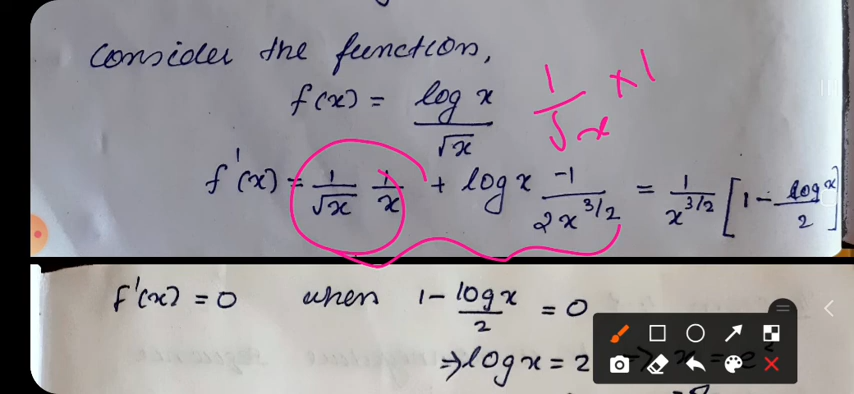 Consider the function,
f(x) = log x / √x
1/√x × 1
f'(x) = 1/√x 1/x + log x -1/2x^3/2 = 1/x^3/2 [1 - log x/2]
f'(x) = 0 when 1 - log x/2 = 0
⇒ log x = 2